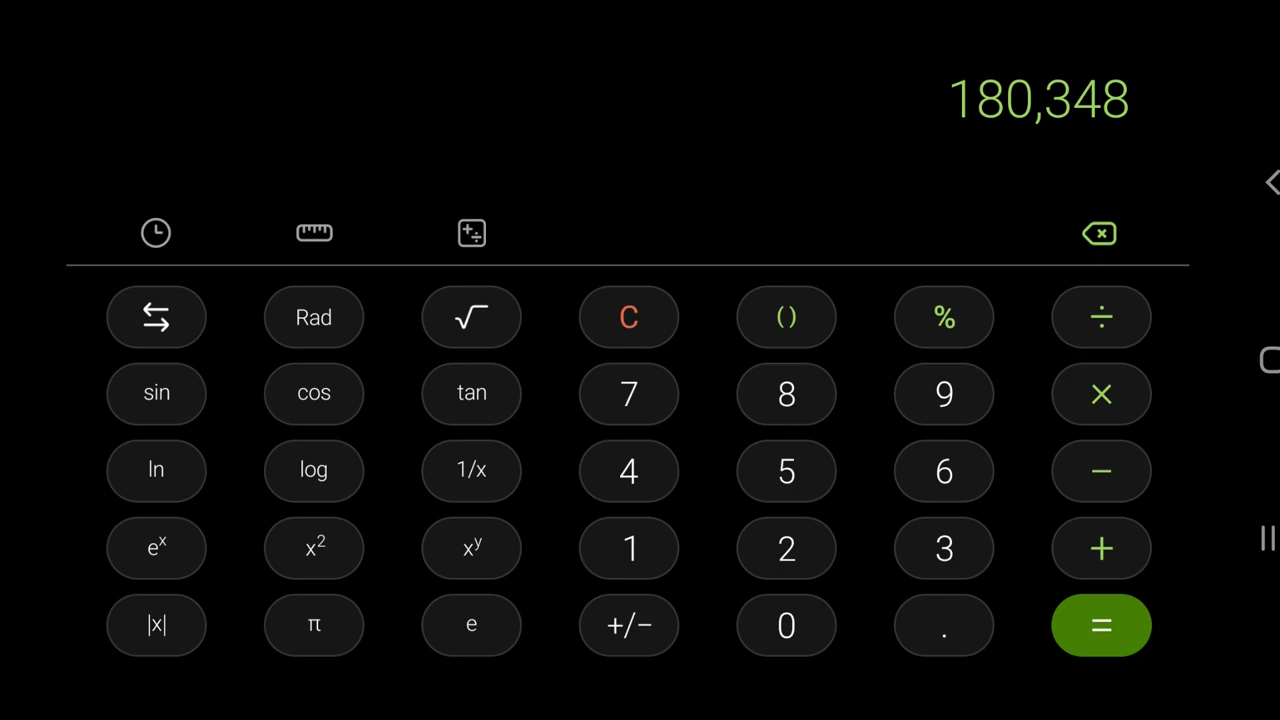 180,348
Rad √ C ( ) % ÷
sin cos tan 7 8 9 ×
ln log 1/x 4 5 6 −
eˣ x² xʸ 1 2 3 +
|x| π e +/− 0 . =